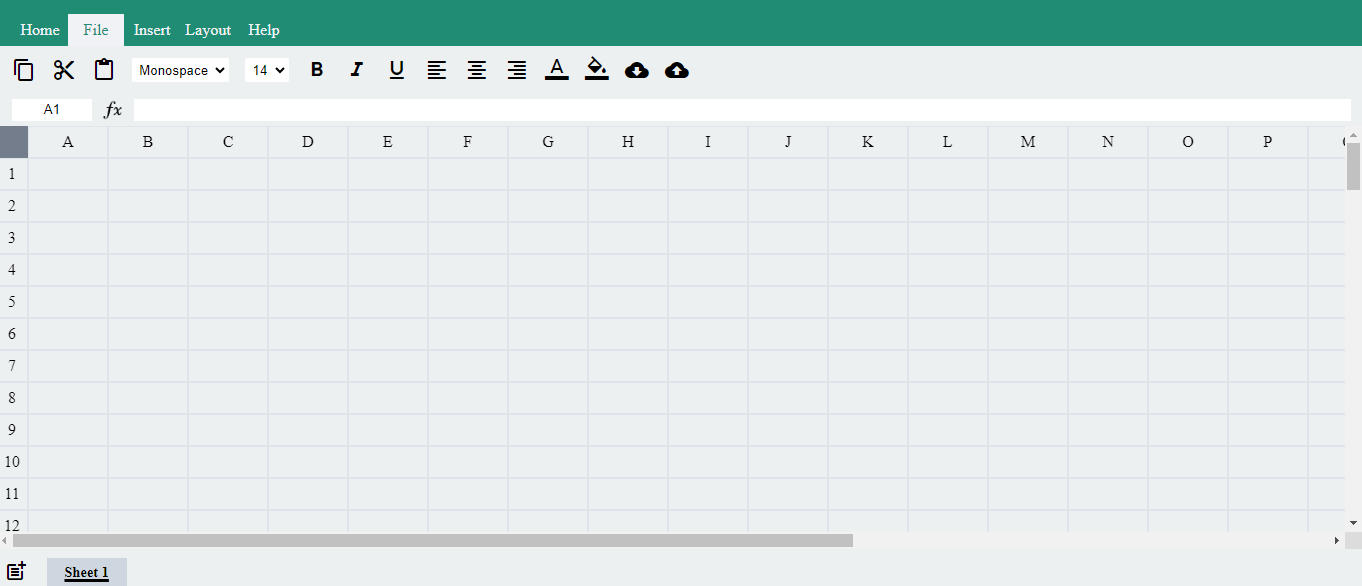 Home File Insert Layout Help
Monospace 14 B I U A
A1 fx
A B C D E F G H I J K L M N O P
1
2
3
4
5
6
7
8
9
10
11
12
Sheet 1